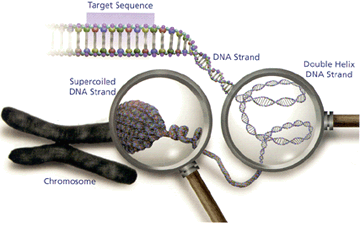 Target Sequence
DNA Strand
Double Helix
DNA Strand
Supercoiled
DNA Strand
Chromosome